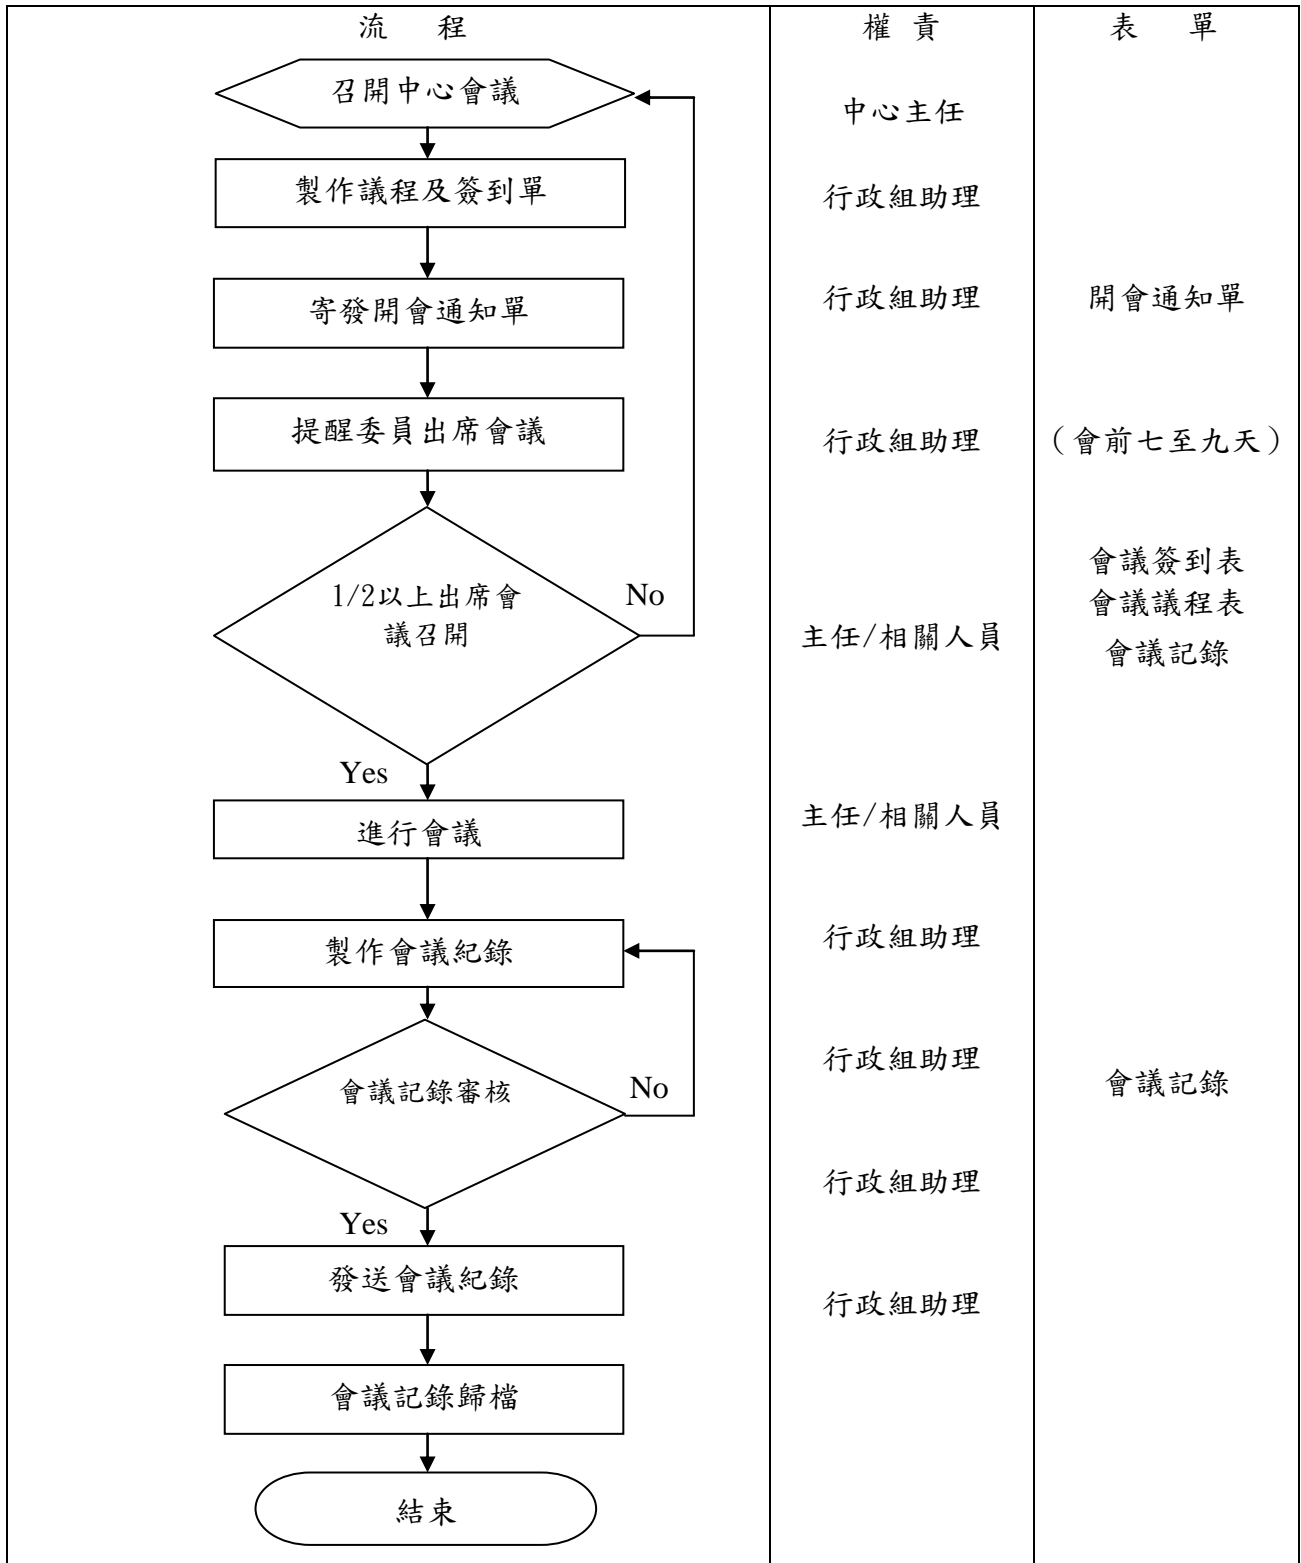 流 程
權 責
表 單
召開中心會議
中心主任
製作議程及簽到單
行政組助理
寄發開會通知單
行政組助理
開會通知單
提醒委員出席會議
行政組助理
(會前七至九天)
1/2以上出席會
議召開
No
主任/相關人員
會議簽到表
會議議程表
會議記錄
Yes
進行會議
主任/相關人員
製作會議紀錄
行政組助理
會議記錄審核
No
行政組助理
會議記錄
Yes
行政組助理
發送會議紀錄
行政組助理
會議記錄歸檔
結束